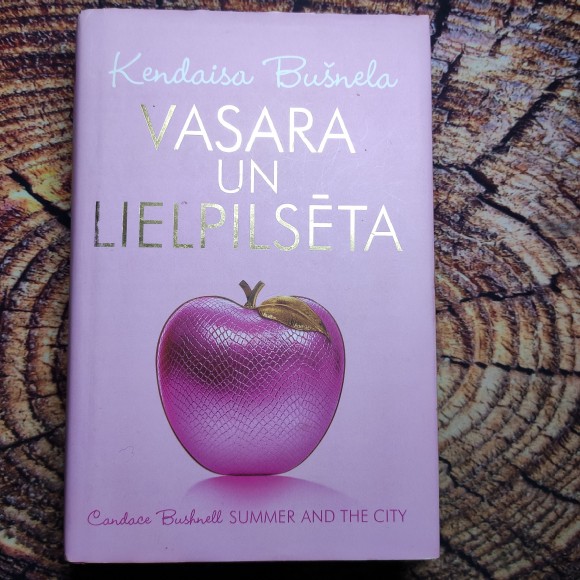 Kendaisa Bušnela
VASARA
UN
LIELPILSĒTA
Candace Bushnell SUMMER AND THE CITY